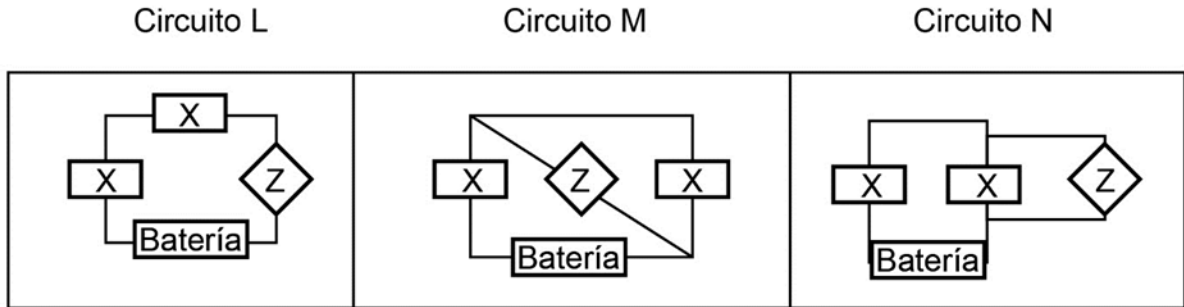 Circuito L
Circuito M
Circuito N
X
X
Z
Batería
X
Z
X
Batería
X
X
Z
Batería